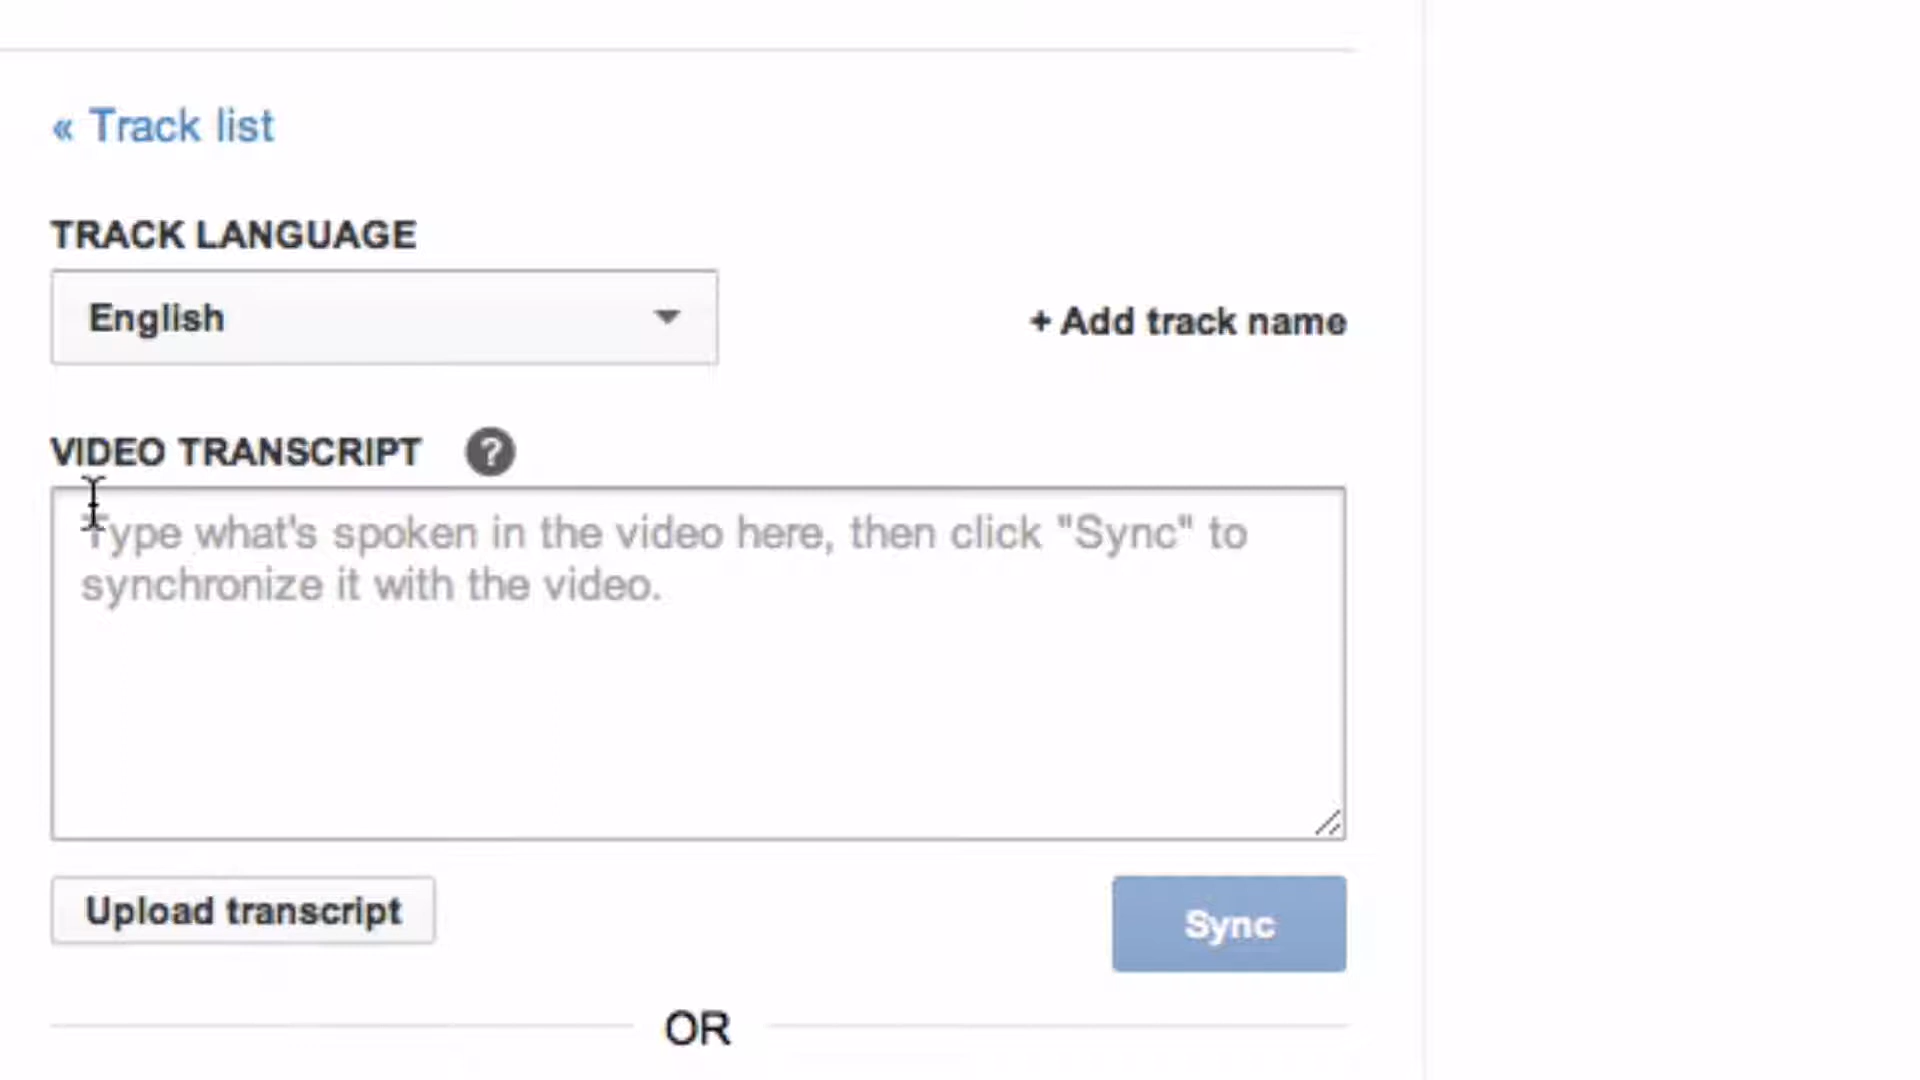 « Track list
TRACK LANGUAGE
English
+ Add track name
VIDEO TRANSCRIPT ?
Type what's spoken in the video here, then click "Sync" to
synchronize it with the video.
Upload transcript
Sync
OR